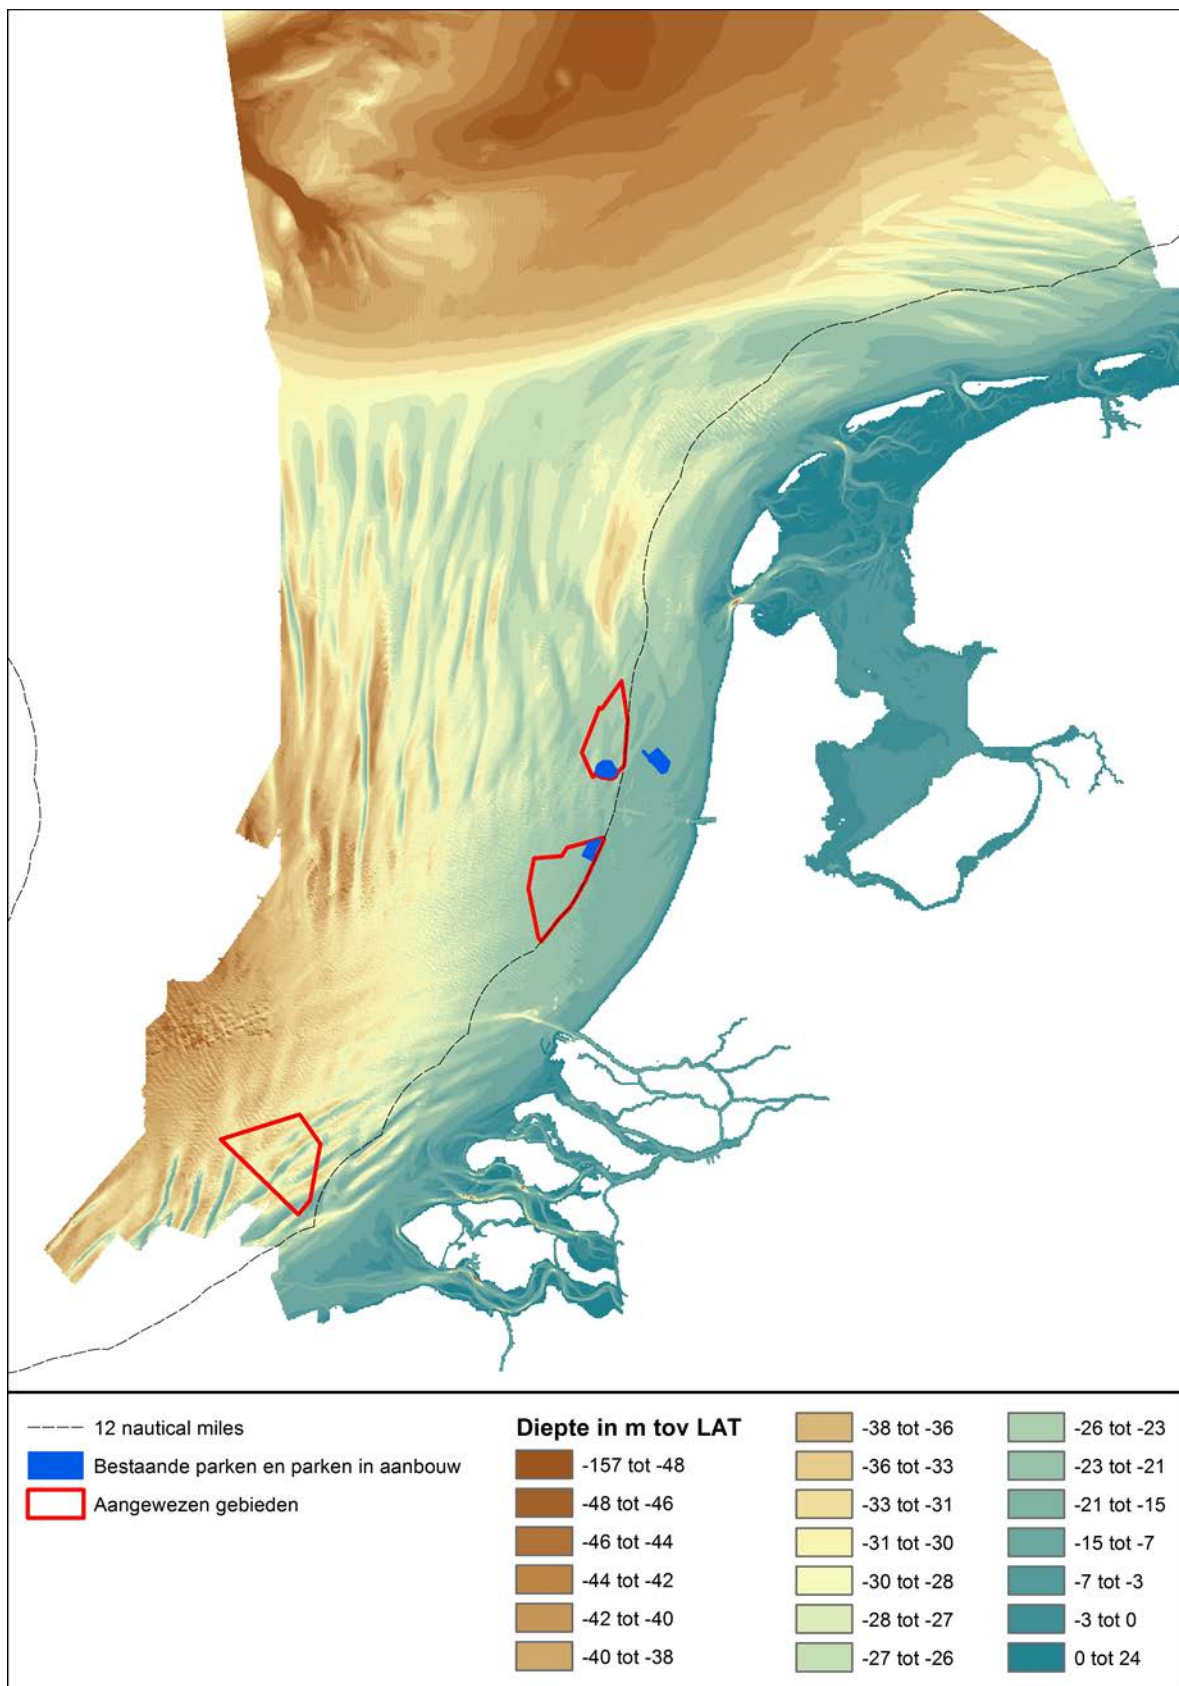 12 nautical miles
Bestaande parken en parken in aanbouw
Aangewezen gebieden
Diepte in m tov LAT
-157 tot -48
-48 tot -46
-46 tot -44
-44 tot -42
-42 tot -40
-40 tot -38
-38 tot -36
-36 tot -33
-33 tot -31
-31 tot -30
-30 tot -28
-28 tot -27
-27 tot -26
-26 tot -23
-23 tot -21
-21 tot -15
-15 tot -7
-7 tot -3
-3 tot 0
0 tot 24